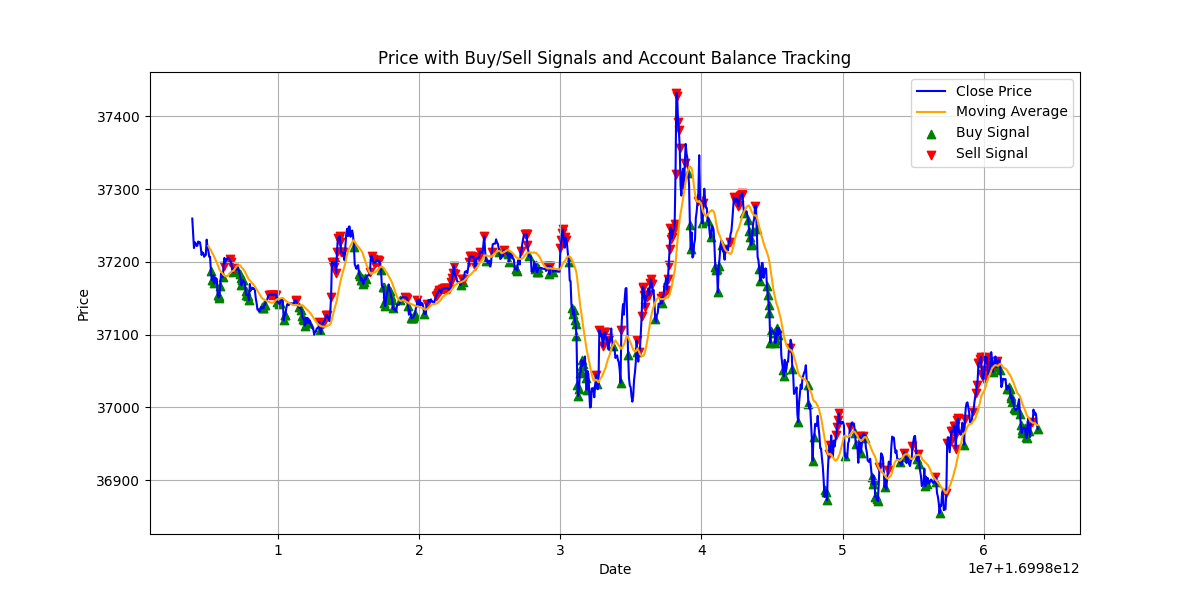 Price with Buy/Sell Signals and Account Balance Tracking
Close Price
Moving Average
Buy Signal
Sell Signal
Price
37400
37300
37200
37100
37000
36900
1 2 3 4 5 6
Date
1e7+1.6998e12